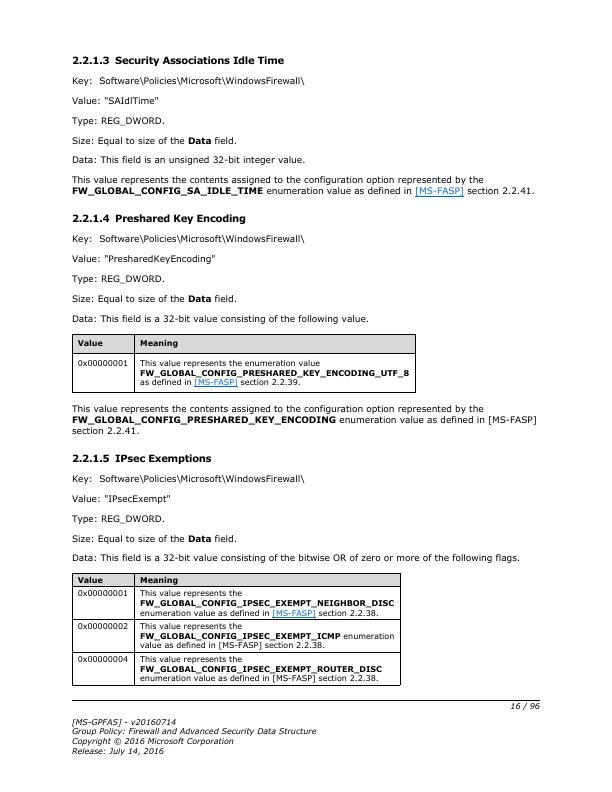 2.2.1.3 Security Associations Idle Time
Key:  Software\Policies\Microsoft\WindowsFirewall\
Value: "SAIdlTime"
Type: REG_DWORD.
Size: Equal to size of the Data field.
Data: This field is an unsigned 32-bit integer value.
This value represents the contents assigned to the configuration option represented by the
FW_GLOBAL_CONFIG_SA_IDLE_TIME enumeration value as defined in [MS-FASP] section 2.2.41.
2.2.1.4 Preshared Key Encoding
Key:  Software\Policies\Microsoft\WindowsFirewall\
Value: "PresharedKeyEncoding"
Type: REG_DWORD.
Size: Equal to size of the Data field.
Data: This field is a 32-bit value consisting of the following value.
Value Meaning
0x00000001 This value represents the enumeration value
FW_GLOBAL_CONFIG_PRESHARED_KEY_ENCODING_UTF_8
as defined in [MS-FASP] section 2.2.39.
This value represents the contents assigned to the configuration option represented by the
FW_GLOBAL_CONFIG_PRESHARED_KEY_ENCODING enumeration value as defined in [MS-FASP]
section 2.2.41.
2.2.1.5 IPsec Exemptions
Key:  Software\Policies\Microsoft\WindowsFirewall\
Value: "IPsecExempt"
Type: REG_DWORD.
Size: Equal to size of the Data field.
Data: This field is a 32-bit value consisting of the bitwise OR of zero or more of the following flags.
Value Meaning
0x00000001 This value represents the
FW_GLOBAL_CONFIG_IPSEC_EXEMPT_NEIGHBOR_DISC
enumeration value as defined in [MS-FASP] section 2.2.38.
0x00000002 This value represents the
FW_GLOBAL_CONFIG_IPSEC_EXEMPT_ICMP enumeration
value as defined in [MS-FASP] section 2.2.38.
0x00000004 This value represents the
FW_GLOBAL_CONFIG_IPSEC_EXEMPT_ROUTER_DISC
enumeration value as defined in [MS-FASP] section 2.2.38.
16 / 96
[MS-GPFAS] - v20160714
Group Policy: Firewall and Advanced Security Data Structure
Copyright © 2016 Microsoft Corporation
Release: July 14, 2016